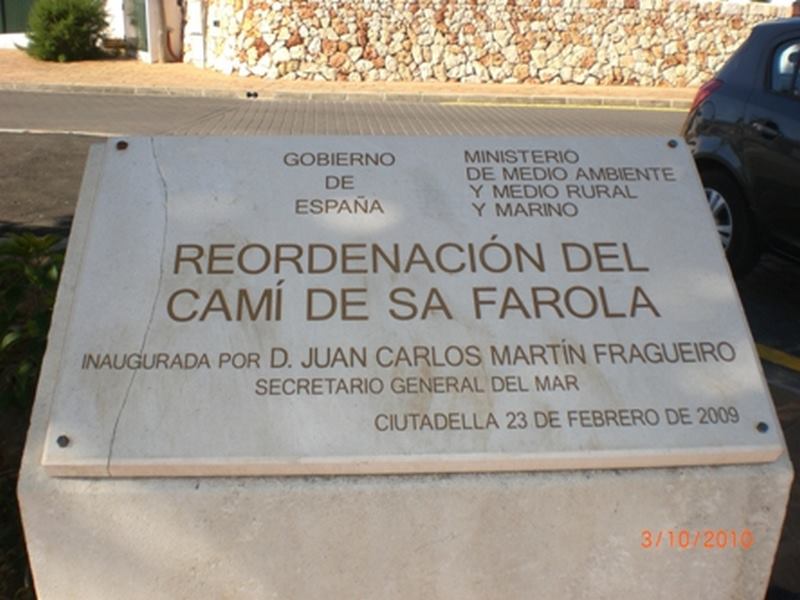 GOBIERNO
DE
ESPAÑA
MINISTERIO
DE MEDIO AMBIENTE
Y MEDIO RURAL
Y MARINO
REORDENACIÓN DEL
CAMÍ DE SA FAROLA
INAUGURADA POR D. JUAN CARLOS MARTÍN FRAGUEIRO
SECRETARIO GENERAL DEL MAR
CIUTADELLA 23 DE FEBRERO DE 2009
3/10/2010